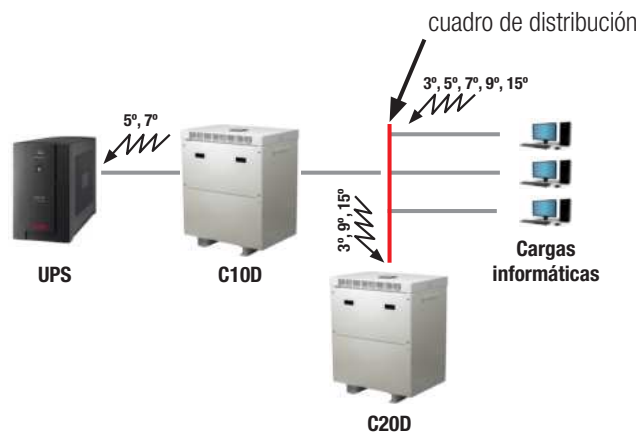 cuadro de distribución
3º, 5º, 7º, 9º, 15º
5º, 7º
3º, 9º, 15º
UPS
C10D
Cargas
informáticas
C20D